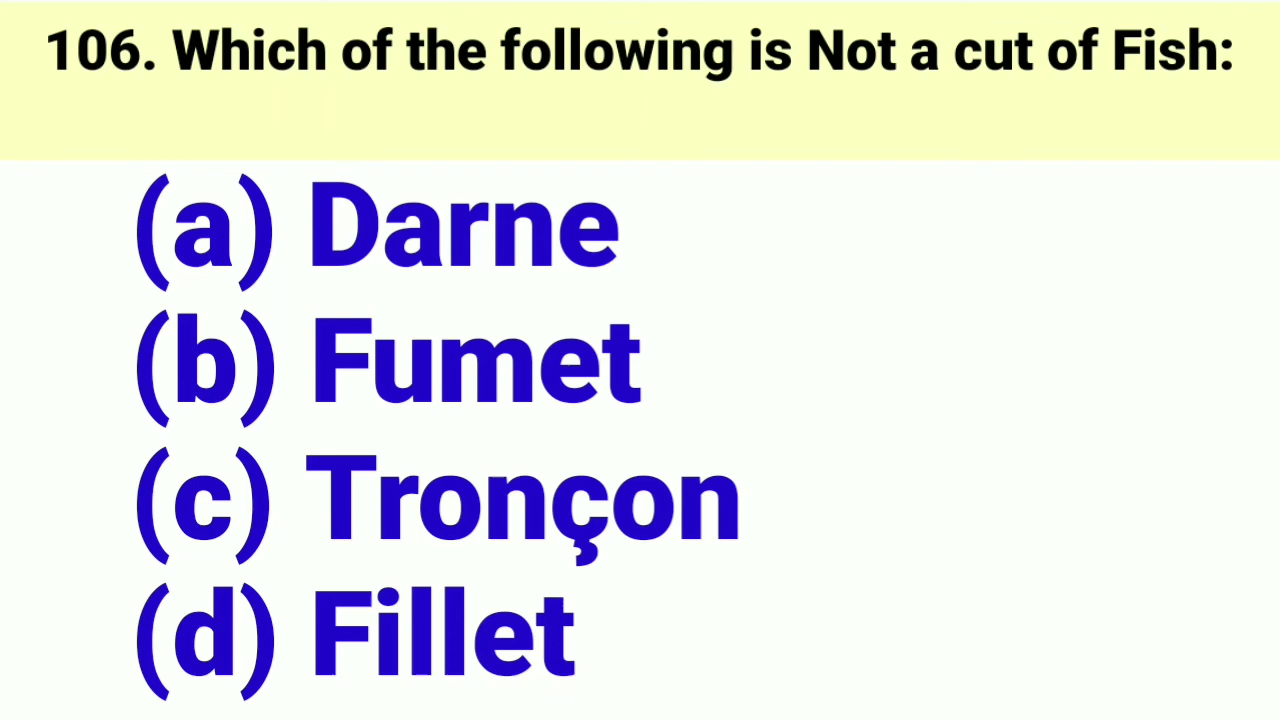 106. Which of the following is Not a cut of Fish:
(a) Darne
(b) Fumet
(c) Tronçon
(d) Fillet